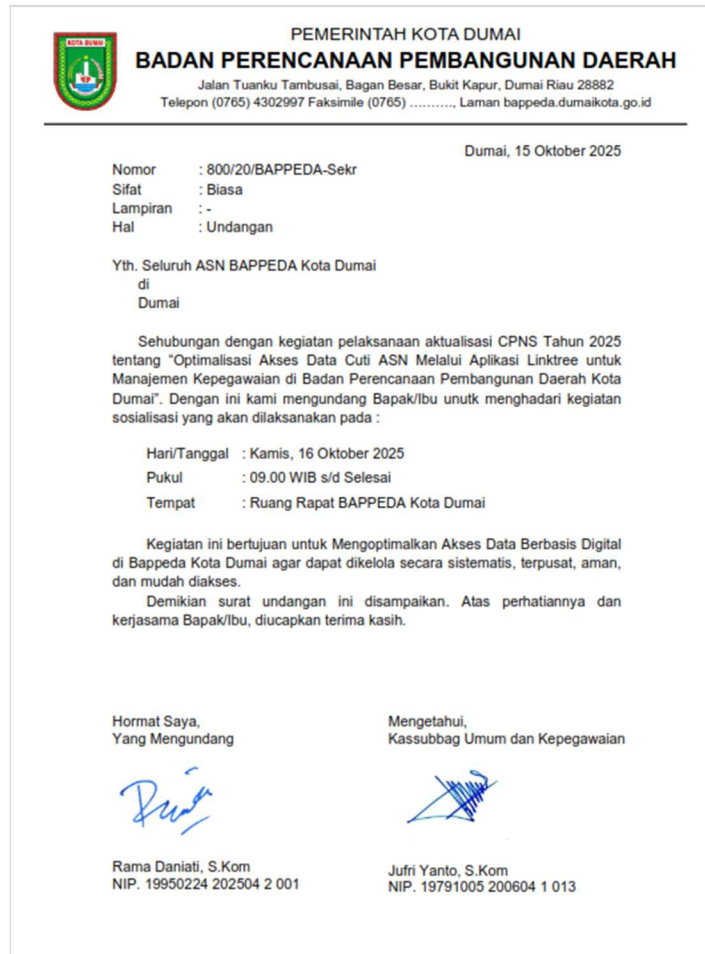 KOTA DUMAI
PEMERINTAH KOTA DUMAI
BADAN PERENCANAAN PEMBANGUNAN DAERAH
Jalan Tuanku Tambusai, Bagan Besar, Bukit Kapur, Dumai Riau 28882
Telepon (0765) 4302997 Faksimile (0765) .........., Laman bappeda.dumaikota.go.id
Dumai, 15 Oktober 2025
Nomor : 800/20/BAPPEDA-Sekr
Sifat : Biasa
Lampiran : -
Hal : Undangan
Yth. Seluruh ASN BAPPEDA Kota Dumai
di
Dumai
Sehubungan dengan kegiatan pelaksanaan aktualisasi CPNS Tahun 2025
tentang “Optimalisasi Akses Data Cuti ASN Melalui Aplikasi Linktree untuk
Manajemen Kepegawaian di Badan Perencanaan Pembangunan Daerah Kota
Dumai”. Dengan ini kami mengundang Bapak/Ibu unutk menghadari kegiatan
sosialisasi yang akan dilaksanakan pada :
Hari/Tanggal : Kamis, 16 Oktober 2025
Pukul : 09.00 WIB s/d Selesai
Tempat : Ruang Rapat BAPPEDA Kota Dumai
Kegiatan ini bertujuan untuk Mengoptimalkan Akses Data Berbasis Digital
di Bappeda Kota Dumai agar dapat dikelola secara sistematis, terpusat, aman,
dan mudah diakses.
Demikian surat undangan ini disampaikan. Atas perhatiannya dan
kerjasama Bapak/Ibu, diucapkan terima kasih.
Hormat Saya,
Yang Mengundang
Mengetahui,
Kassubbag Umum dan Kepegawaian
Rama Daniati, S.Kom
NIP. 19950224 202504 2 001
Jufri Yanto, S.Kom
NIP. 19791005 200604 1 013